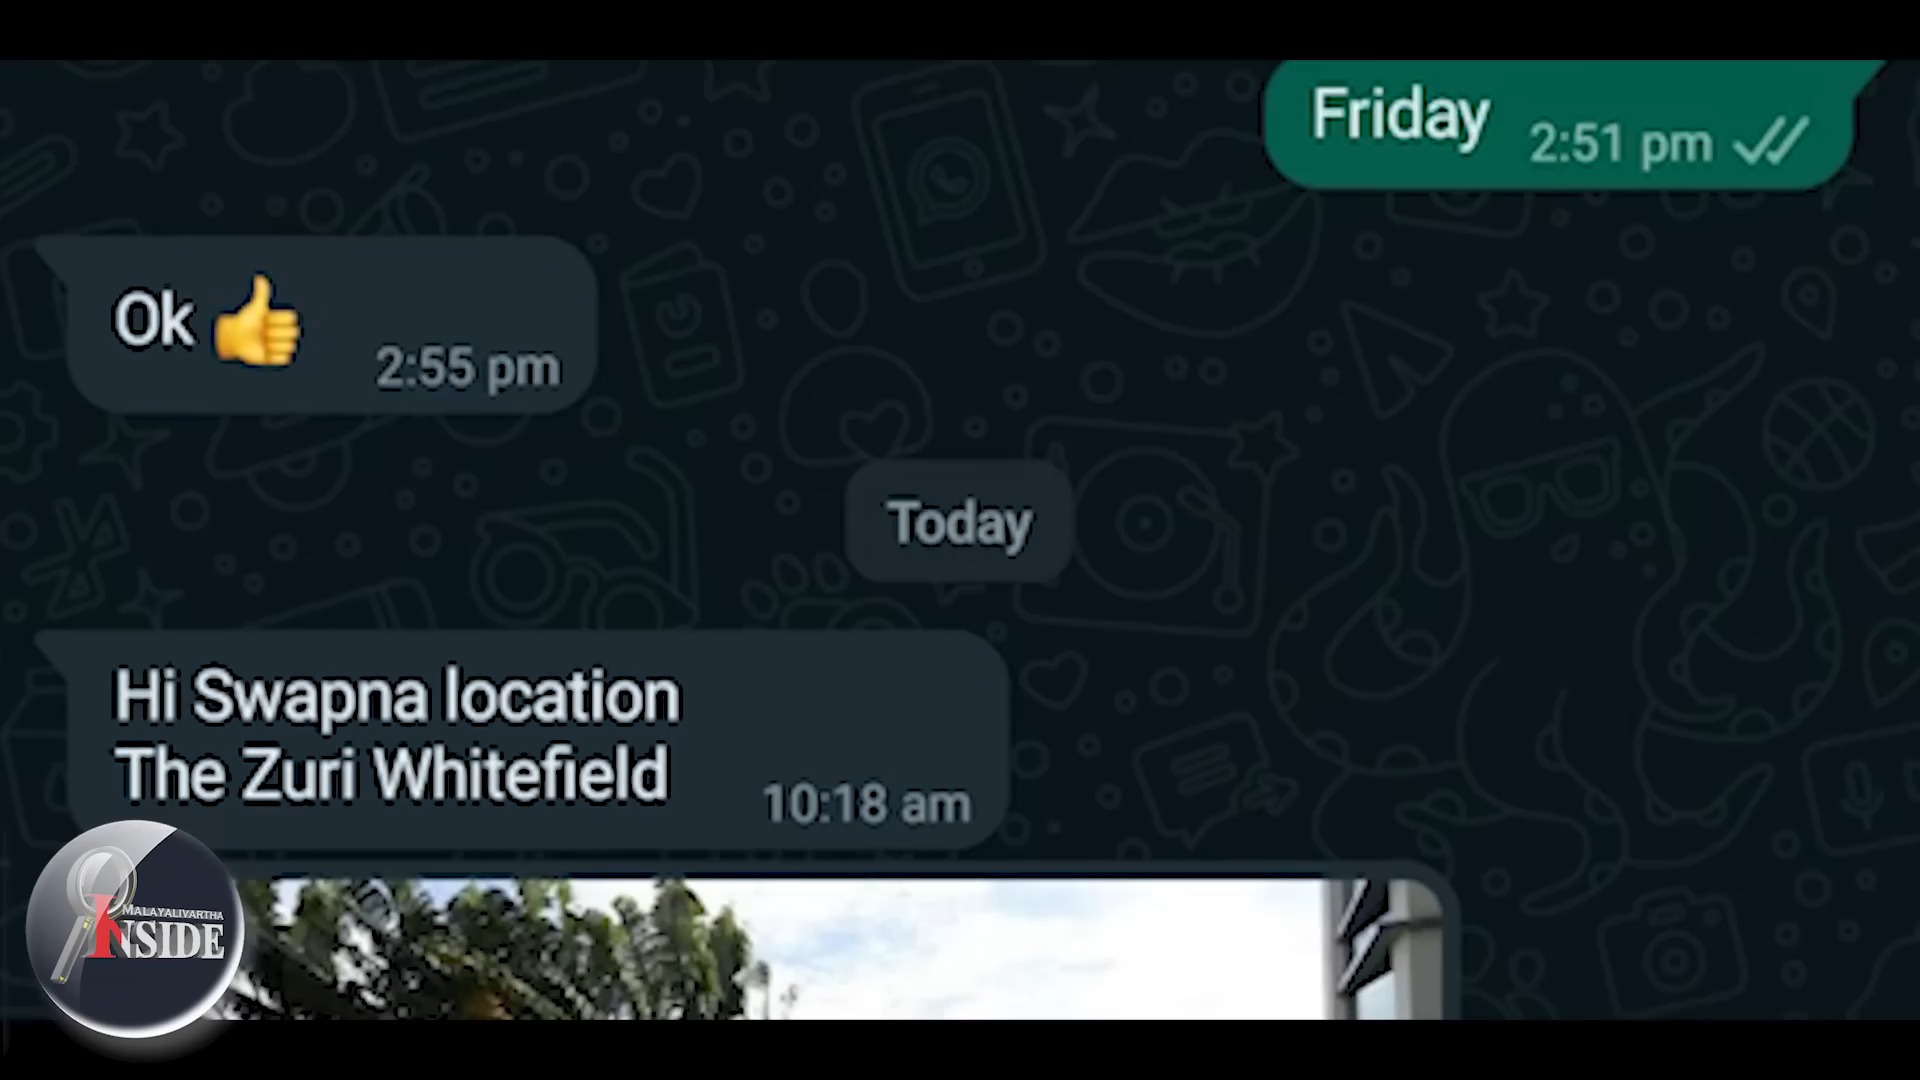 Friday
2:51 pm
Ok 👍
2:55 pm
Today
Hi Swapna location
The Zuri Whitefield
10:18 am
MALAYALIVARTHA
INSIDE